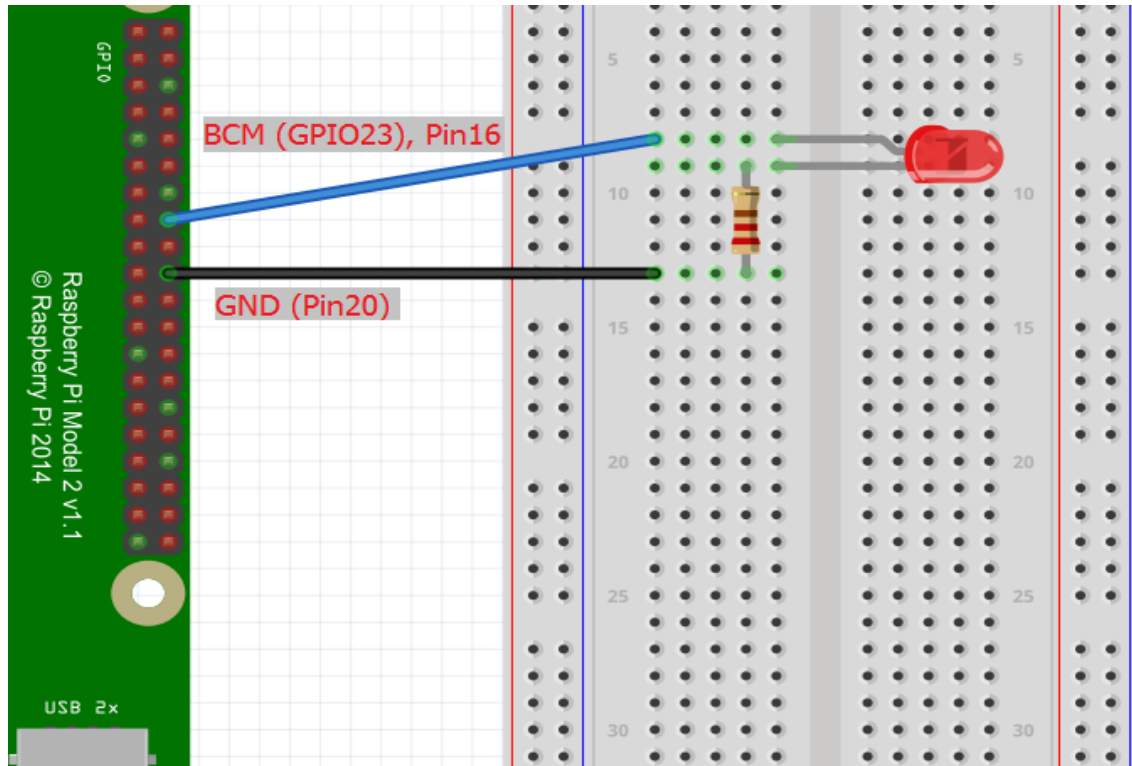 GPIO
BCM (GPIO23), Pin16
GND (Pin20)
Raspberry Pi Model 2 v1.1
© Raspberry Pi 2014
USB 2x
5
5
10
10
15
15
20
20
25
25
30
30